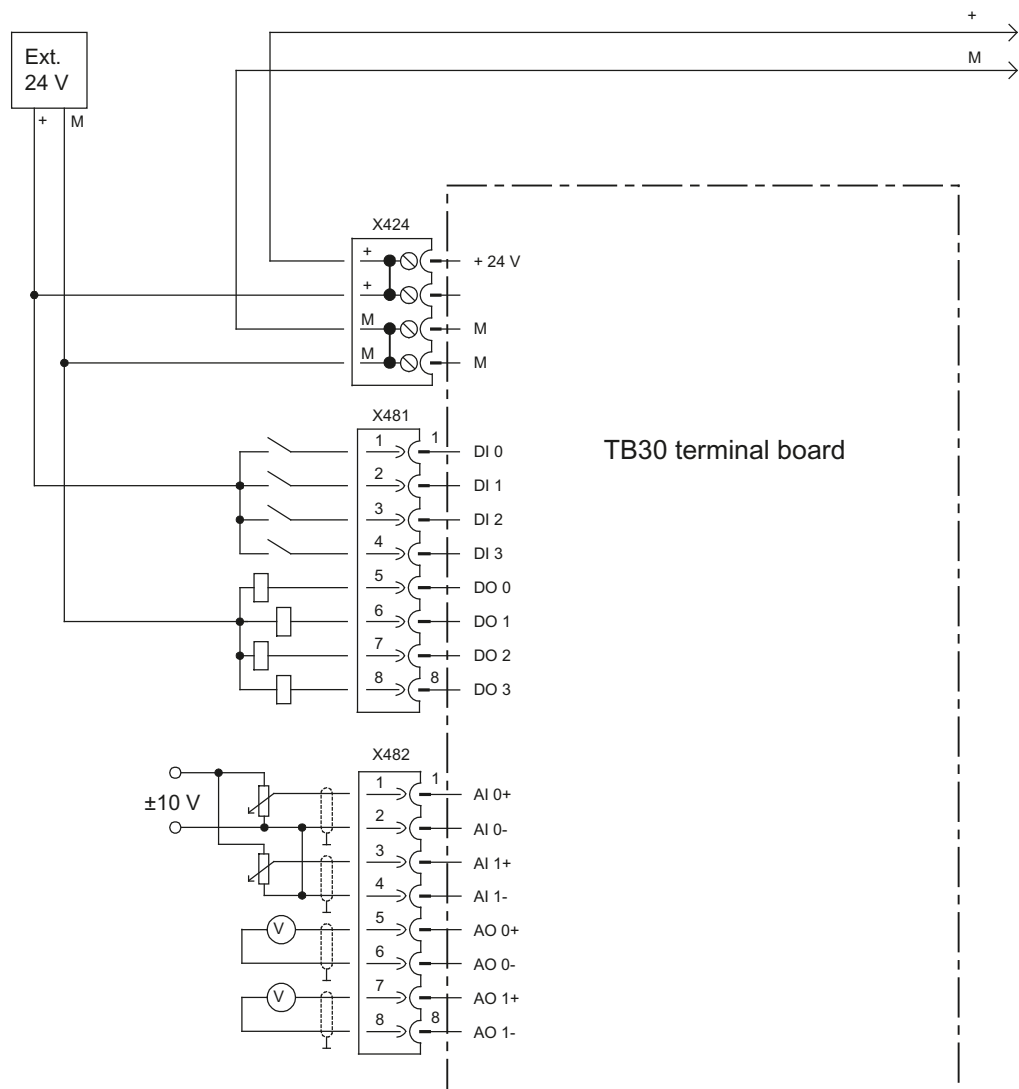 +
M
Ext.
24 V
+ M
X424
+ + 24 V
+
M M
M M
X481
1 1 DI 0
2 DI 1
3 DI 2
4 DI 3
5 DO 0
6 DO 1
7 DO 2
8 8 DO 3
TB30 terminal board
X482
±10 V
1 1 AI 0+
2 AI 0-
3 AI 1+
4 AI 1-
V 5 AO 0+
6 AO 0-
V 7 AO 1+
8 8 AO 1-